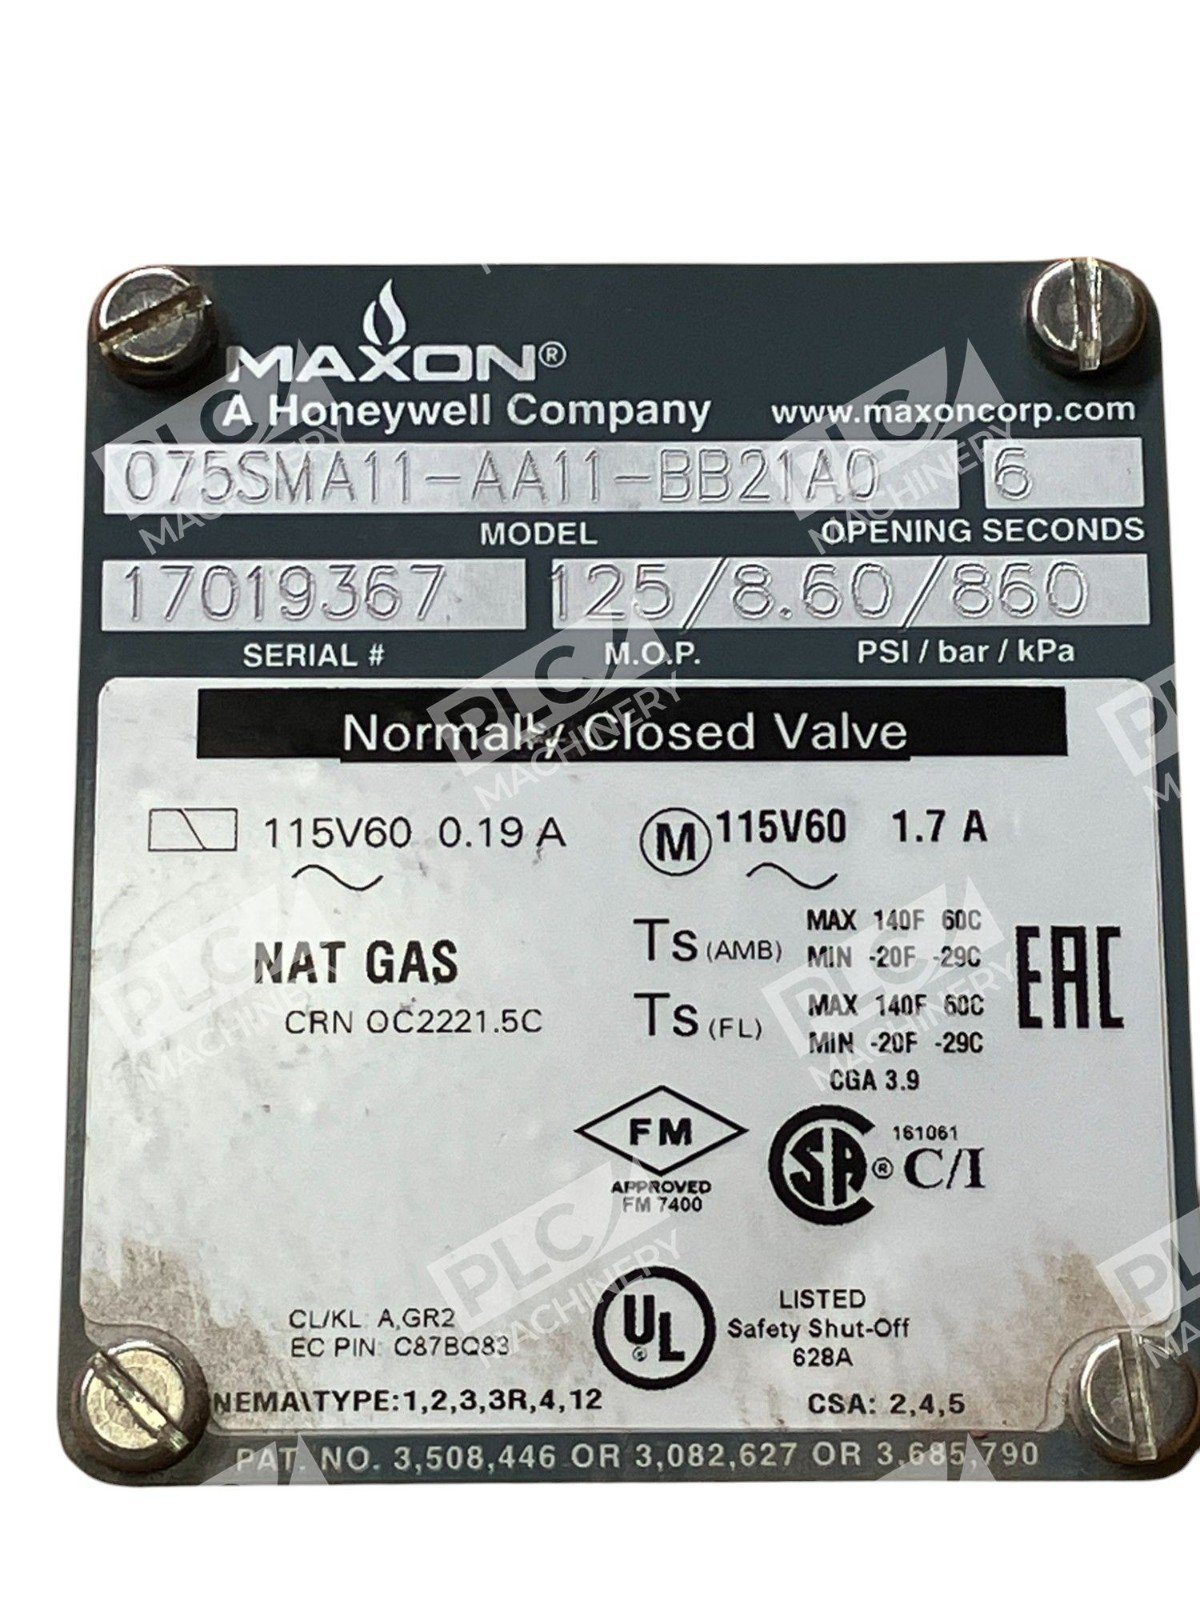 MAXON®
A Honeywell Company www.maxoncorp.com
075SMA11-AA11-BB21A0 6
MODEL OPENING SECONDS
17019367 125/8.60/860
SERIAL # M.O.P. PSI / bar / kPa
Normally Closed Valve
115V60 0.19 A M 115V60 1.7 A
NAT GAS
CRN OC2221.5C
Ts (AMB) MAX 140F 60C
MIN -20F -29C
Ts (FL) MAX 140F 60C
MIN -20F -29C
EAC
CGA 3.9
FM
APPROVED
FM 7400
SA® 161061
C/I
CL/KL: A,GR2
EC PIN: C87BQ83
UL® LISTED
Safety Shut-Off
628A
NEMA\TYPE:1,2,3,3R,4,12 CSA: 2,4,5
PAT. NO. 3,508,446 OR 3,082,627 OR 3,685,790
PLC MACHINERY